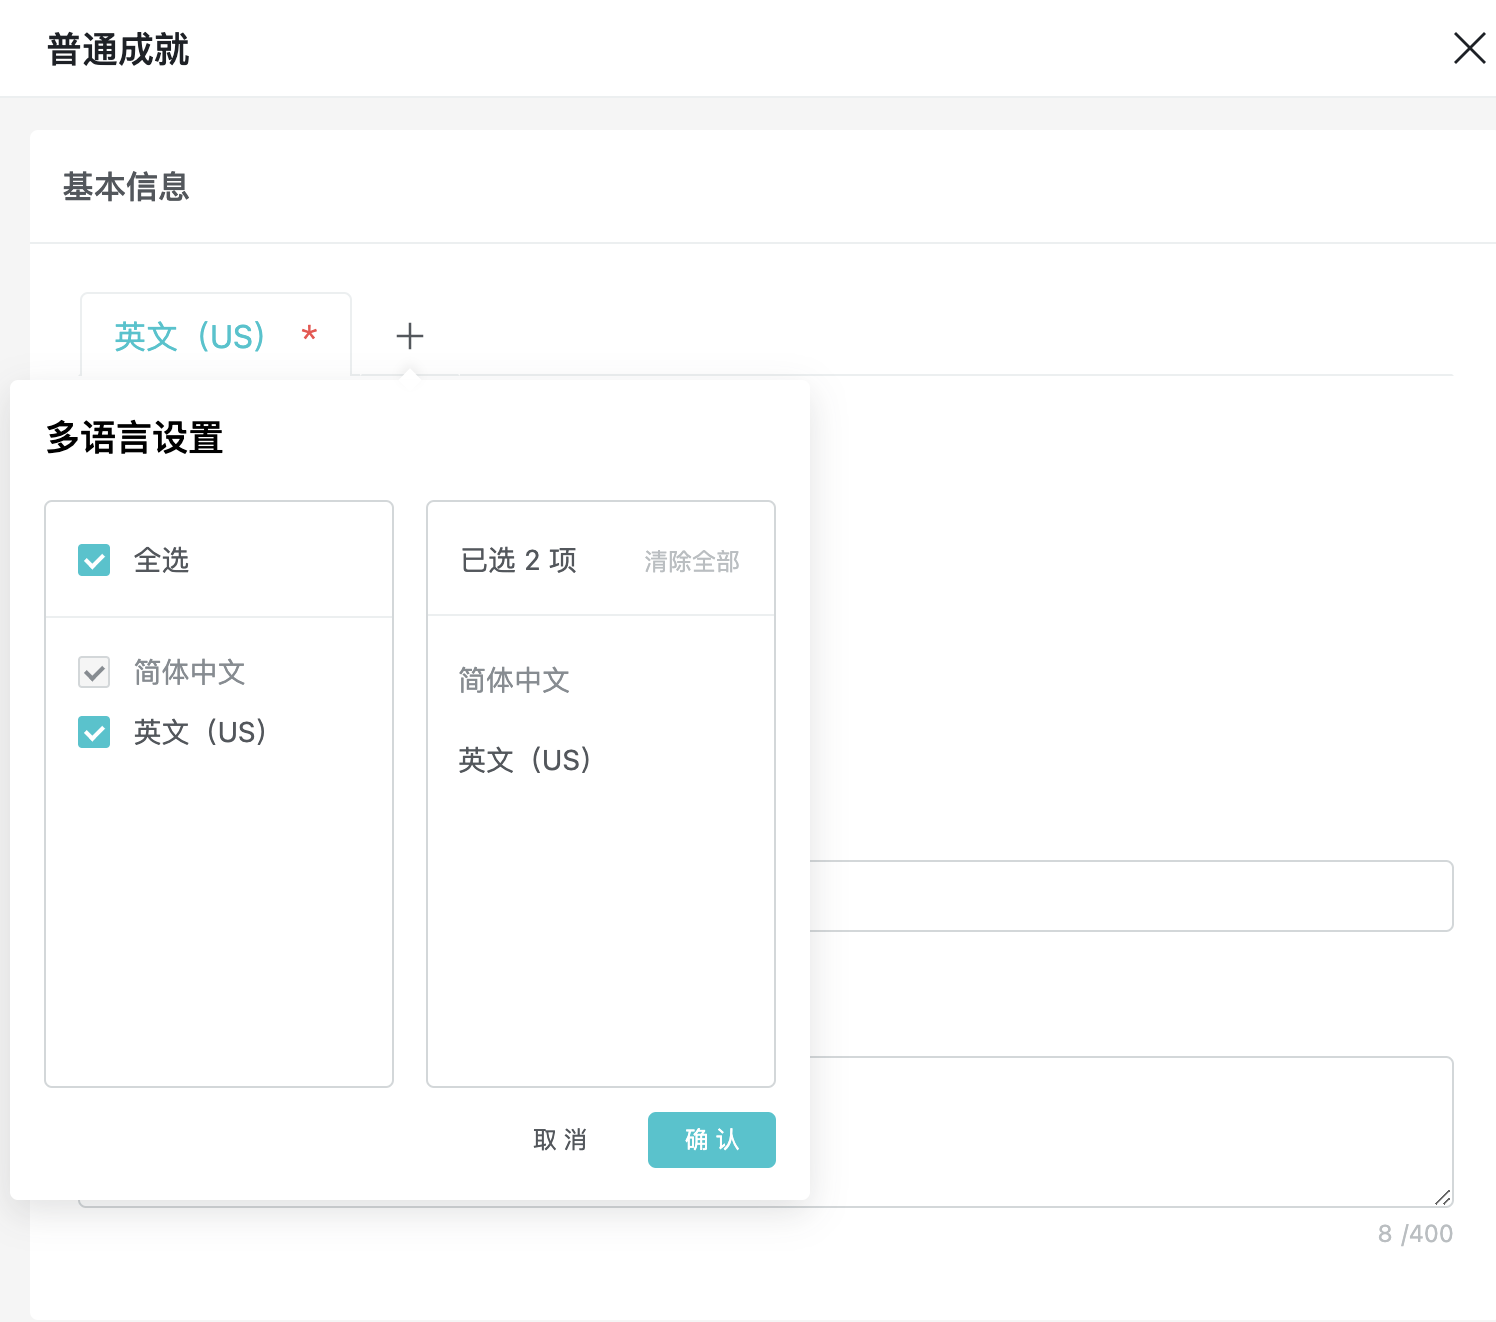 普通成就
基本信息
英文（US） *
多语言设置
全选
简体中文
英文（US）
已选 2 项 清除全部
简体中文
英文（US）
取 消 确 认
8 /400